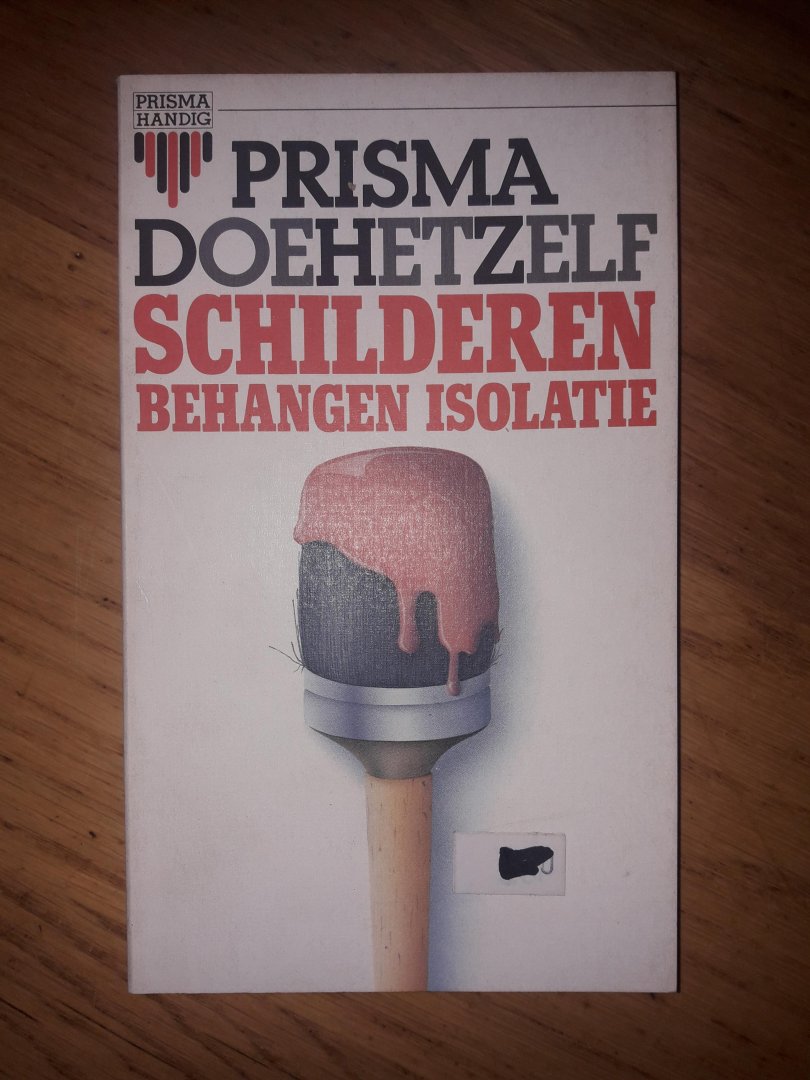 PRISMA
HANDIG
PRISMA
DOEHETZELF
SCHILDEREN
BEHANGEN ISOLATIE